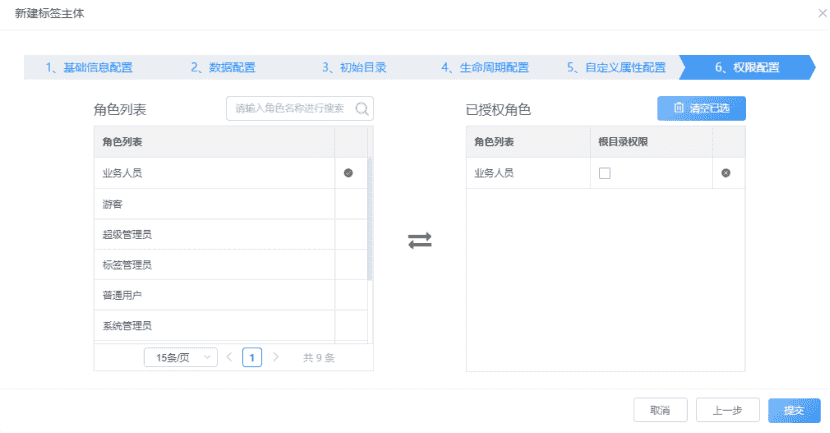 新建标签主体
1、基础信息配置 2、数据配置 3、初始目录 4、生命周期配置 5、自定义属性配置 6、权限配置
角色列表 请输入角色名称进行搜索
角色列表
业务人员
游客
超级管理员
标签管理员
普通用户
系统管理员
15条/页 1 共 9 条
已授权角色 清空已选
角色列表 根目录权限
业务人员
取消 上一步 提交